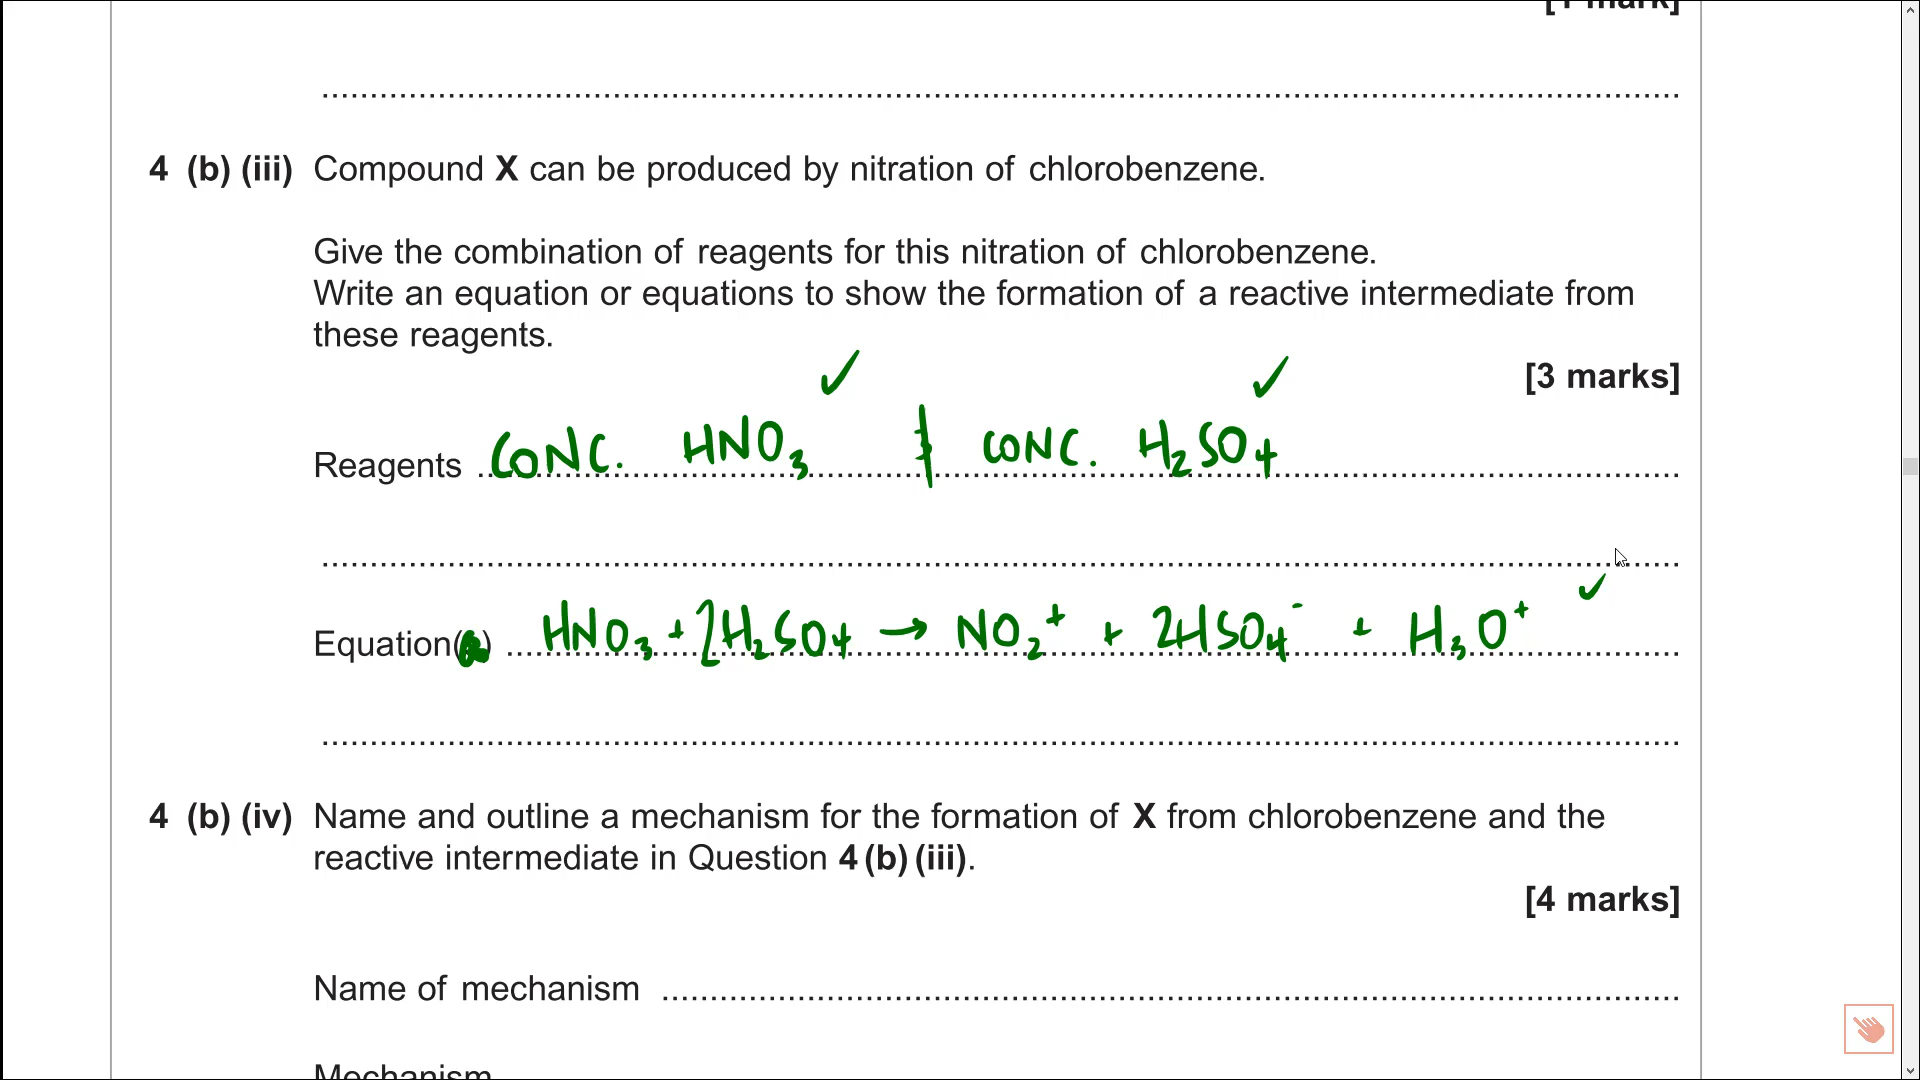 [1 mark]
4 (b) (iii) Compound X can be produced by nitration of chlorobenzene.
Give the combination of reagents for this nitration of chlorobenzene.
Write an equation or equations to show the formation of a reactive intermediate from
these reagents.
[3 marks]
Reagents CONC. HNO₃ & CONC. H₂SO₄
Equation( ) HNO₃ + 2H₂SO₄ → NO₂⁺ + 2HSO₄⁻ + H₃O⁺
4 (b) (iv) Name and outline a mechanism for the formation of X from chlorobenzene and the
reactive intermediate in Question 4 (b) (iii).
[4 marks]
Name of mechanism
Mechanism